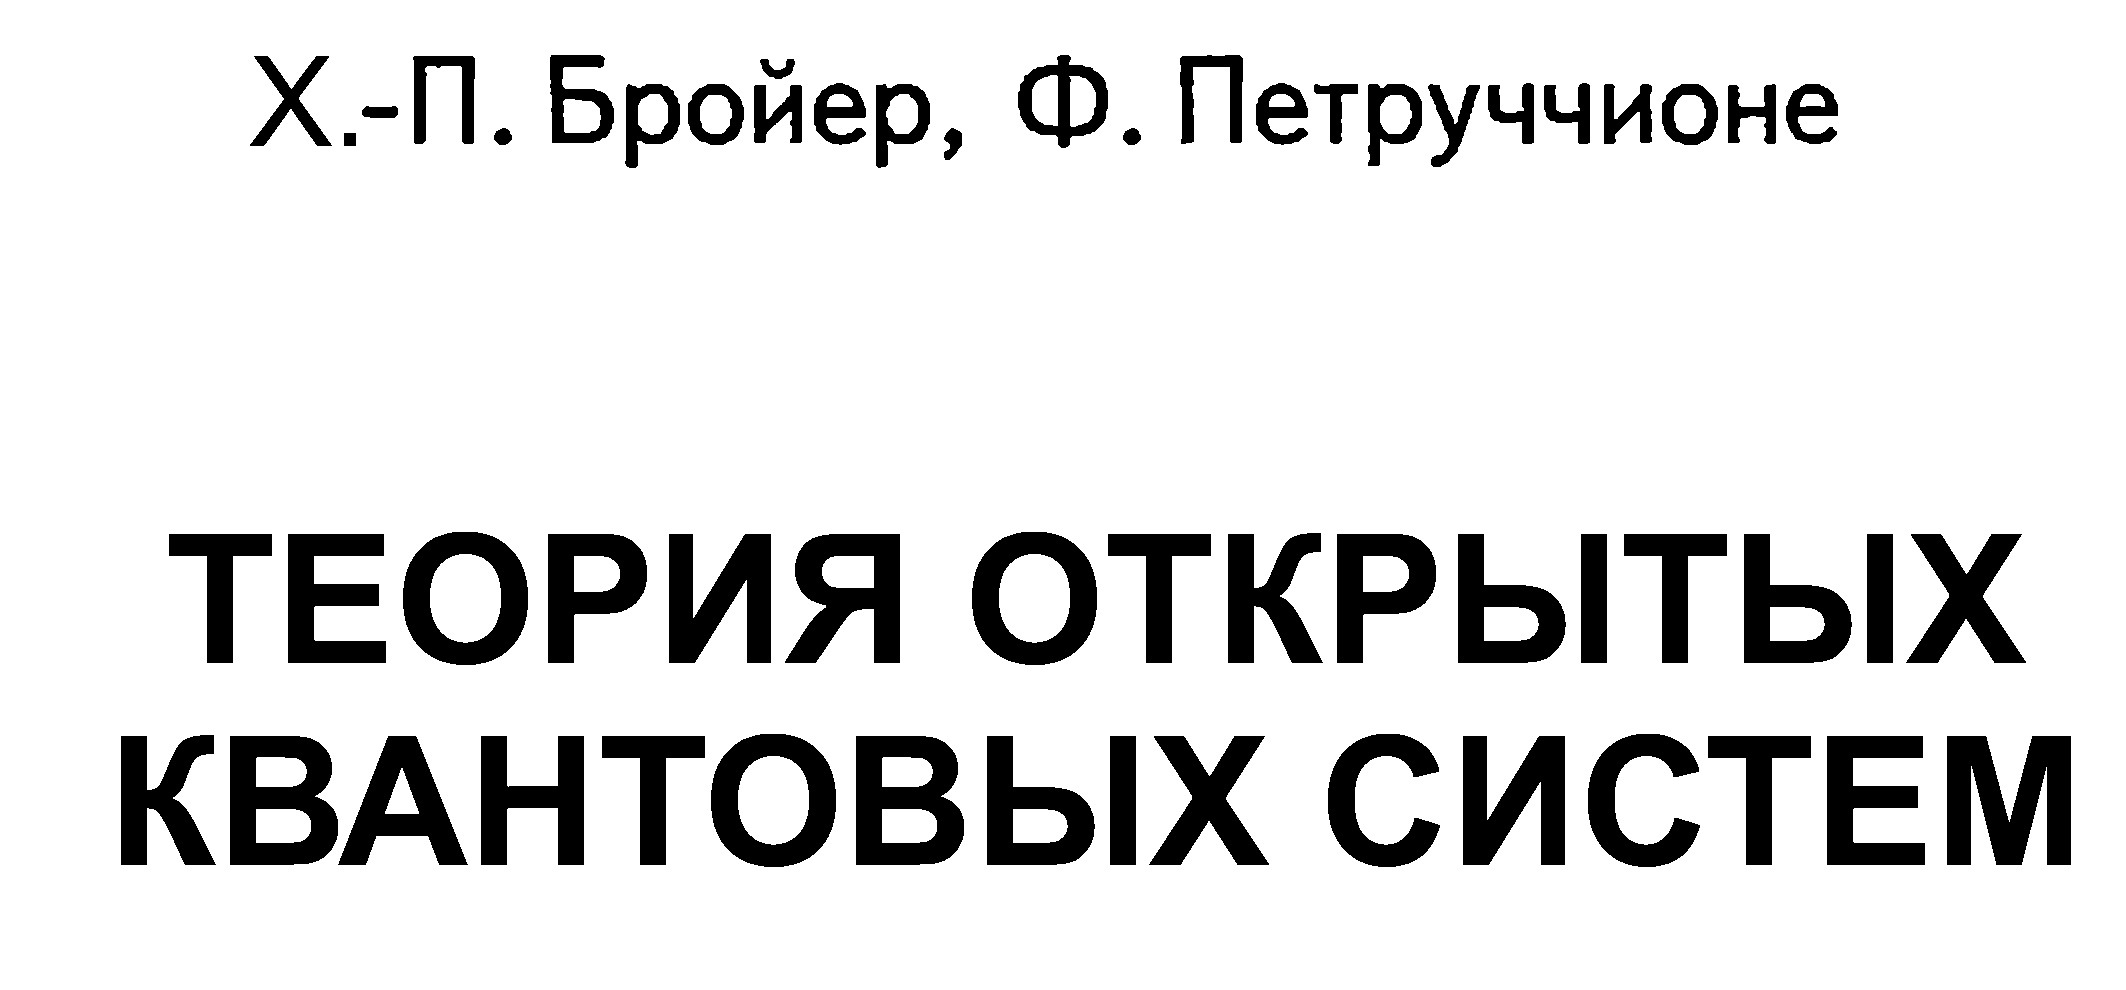 Х.-П. Бройер, Ф. Петруччионе
ТЕОРИЯ ОТКРЫТЫХ
КВАНТОВЫХ СИСТЕМ